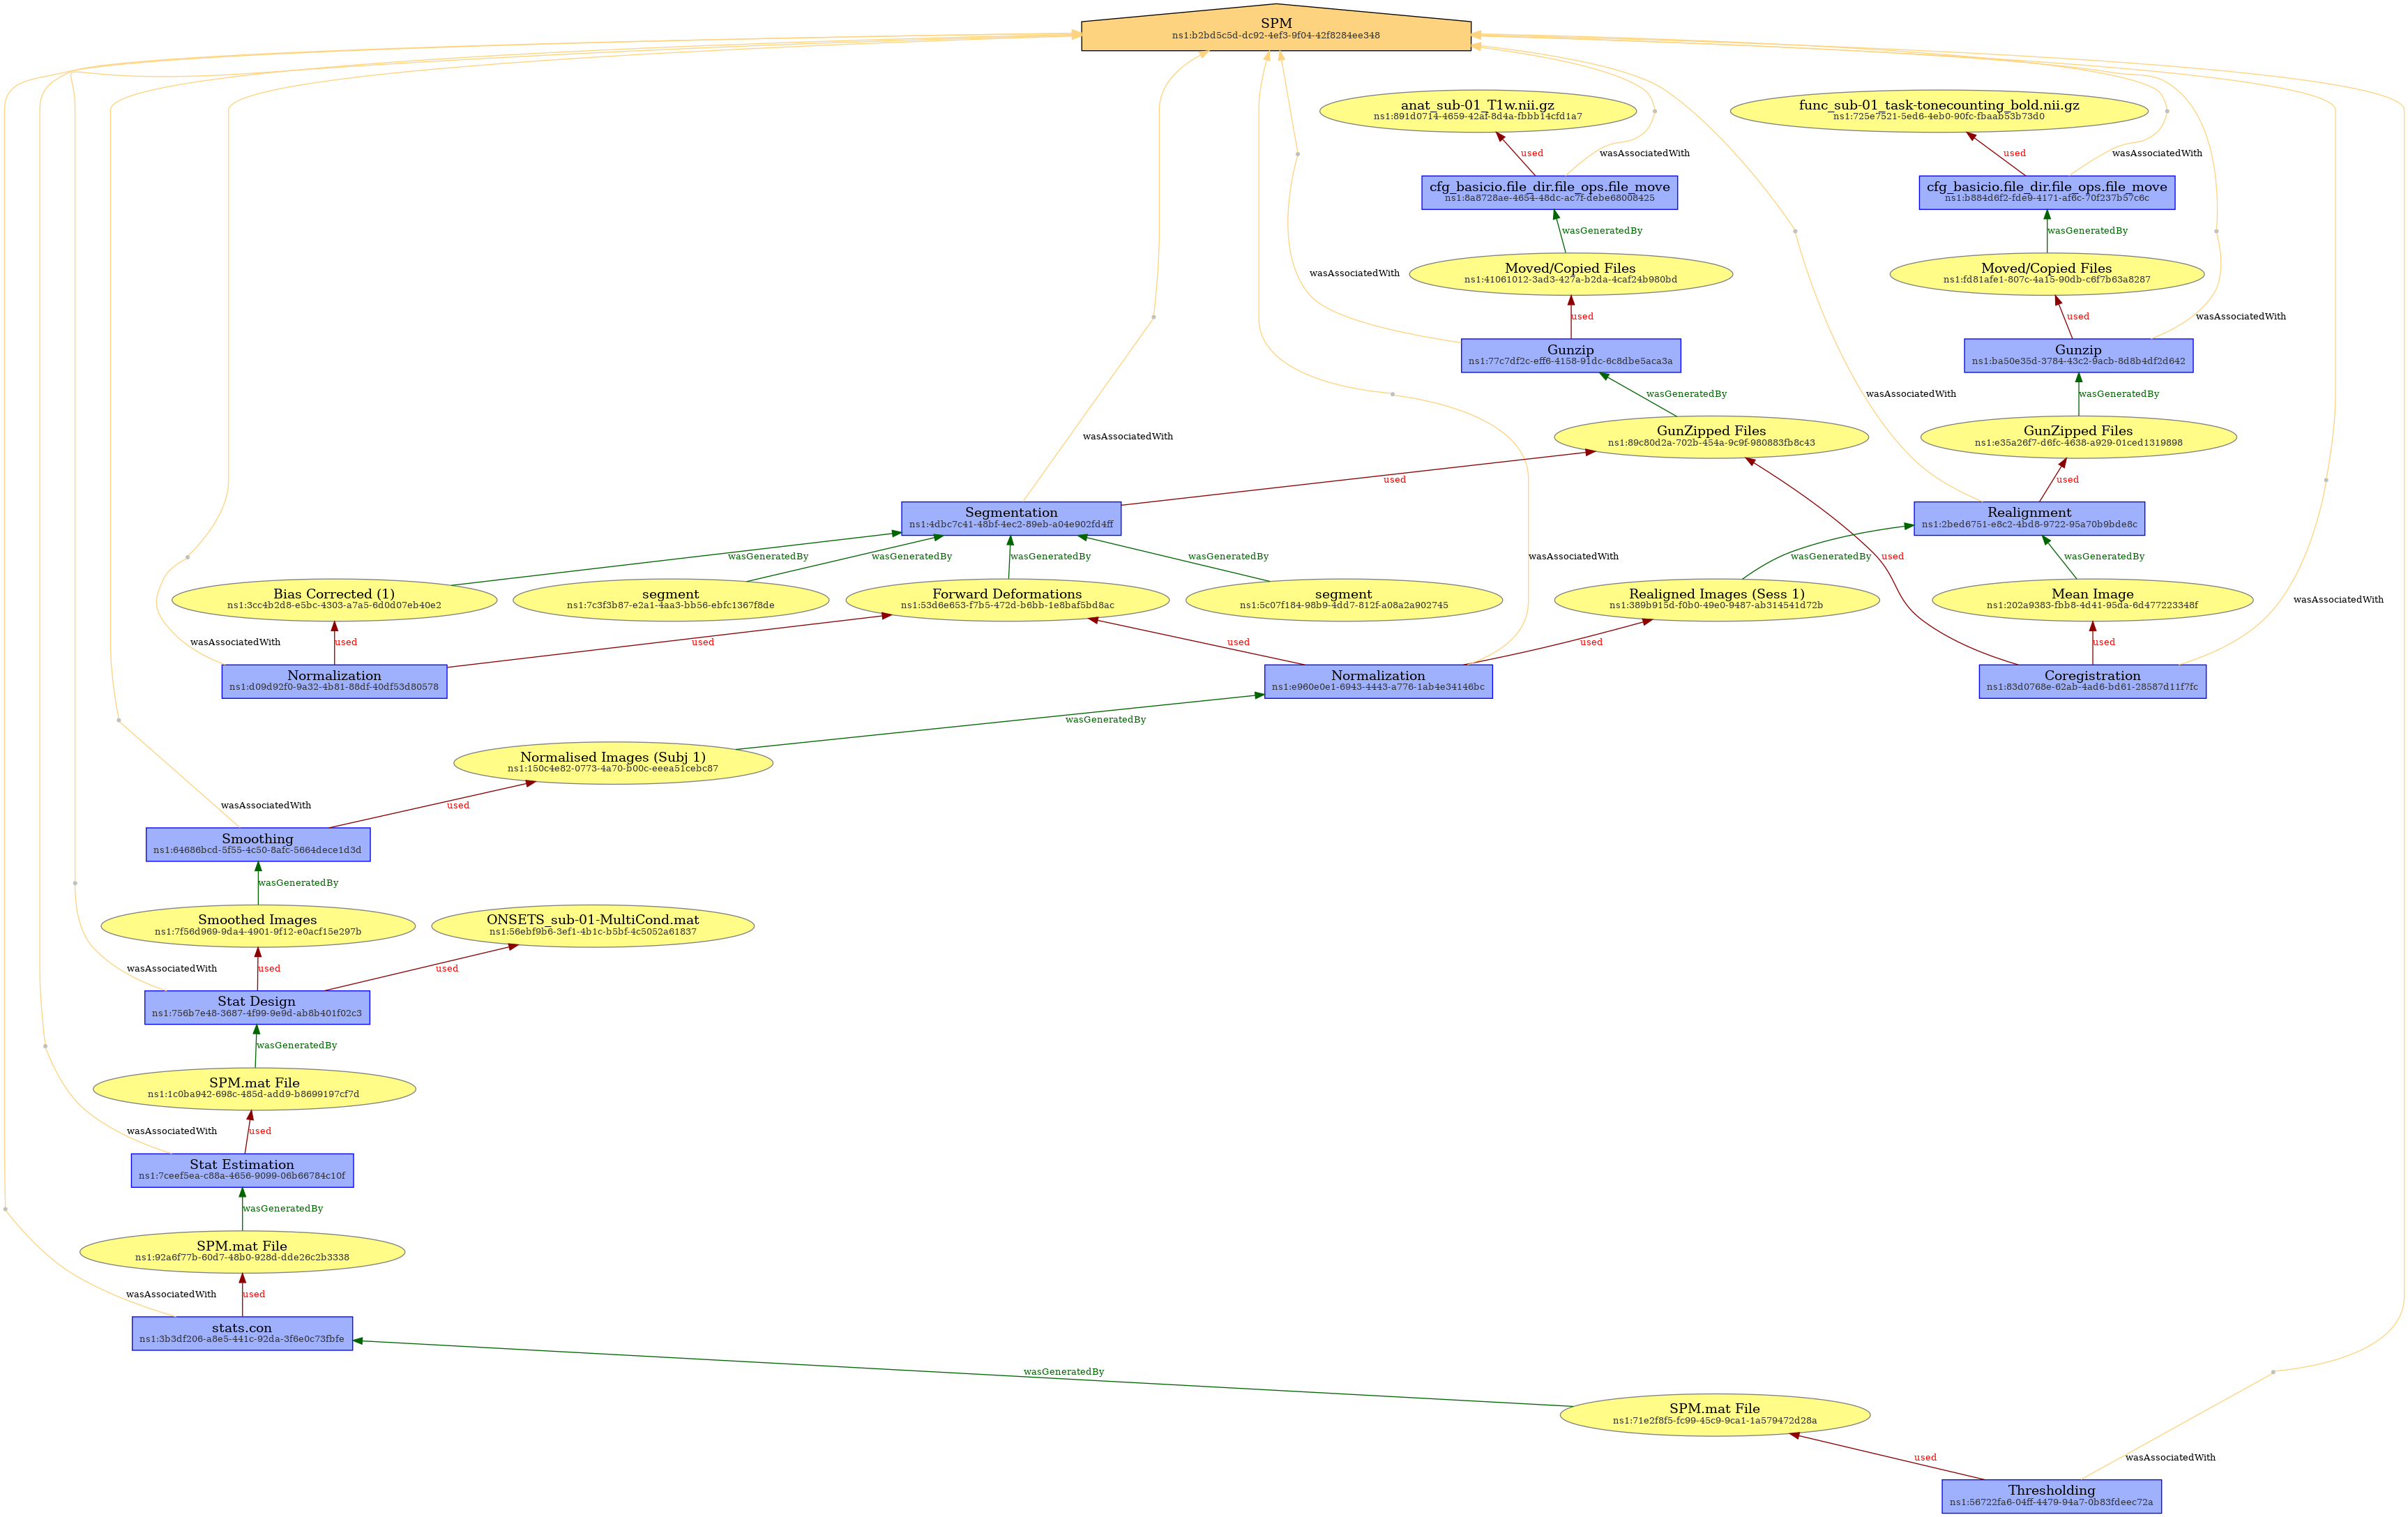 SPM
ns1:b2bd5c5d-dc92-4ef3-9f04-42f8284ee348
anat_sub-01_T1w.nii.gz
ns1:891d0714-4659-42af-8d4a-fbbb14cfd1a7
func_sub-01_task-tonecounting_bold.nii.gz
ns1:725e7521-5ed6-4eb0-90fc-fbaab53b73d0
used
wasAssociatedWith
used
wasAssociatedWith
cfg_basicio.file_dir.file_ops.file_move
ns1:8a8728ae-4654-48dc-ac7f-debe68008425
cfg_basicio.file_dir.file_ops.file_move
ns1:b884d6f2-fde9-4171-af6c-70f237b57c6c
wasGeneratedBy
wasGeneratedBy
wasAssociatedWith
Moved/Copied Files
ns1:41061012-3ad3-427a-b2da-4caf24b980bd
Moved/Copied Files
ns1:fd81afe1-807c-4a15-90db-c6f7b63a8287
used
used
wasAssociatedWith
Gunzip
ns1:77c7df2c-eff6-4158-91dc-6c8dbe5aca3a
Gunzip
ns1:ba50e35d-3784-43c2-9acb-8d8b4df2d642
wasGeneratedBy
wasAssociatedWith
wasGeneratedBy
wasAssociatedWith
GunZipped Files
ns1:89c80d2a-702b-454a-9c9f-980883fb8c43
GunZipped Files
ns1:e35a26f7-d6fc-4638-a929-01ced1319898
used
used
Segmentation
ns1:4dbc7c41-48bf-4ec2-89eb-a04e902fd4ff
Realignment
ns1:2bed6751-e8c2-4bd8-9722-95a70b9bde8c
wasGeneratedBy
wasGeneratedBy
wasGeneratedBy
wasGeneratedBy
wasAssociatedWith
wasGeneratedBy
used
wasGeneratedBy
Bias Corrected (1)
ns1:3cc4b2d8-e5bc-4303-a7a5-6d0d07eb40e2
segment
ns1:7c3f3b87-e2a1-4aa3-bb56-ebfc1367f8de
Forward Deformations
ns1:53d6e653-f7b5-472d-b6bb-1e8baf5bd8ac
segment
ns1:5c07f184-98b9-4dd7-812f-a08a2a902745
Realigned Images (Sess 1)
ns1:389b915d-f0b0-49e0-9487-ab314541d72b
Mean Image
ns1:202a9383-fbb8-4d41-95da-6d477223348f
wasAssociatedWith
wasAssociatedWith
used
used
used
used
used
Normalization
ns1:d09d92f0-9a32-4b81-88df-40df53d80578
Normalization
ns1:e960e0e1-6943-4443-a776-1ab4e34146bc
Coregistration
ns1:83d0768e-62ab-4ad6-bd61-28587d11f7fc
wasGeneratedBy
Normalised Images (Subj 1)
ns1:150c4e82-0773-4a70-b00c-eeea51cebc87
wasAssociatedWith
used
Smoothing
ns1:64686bcd-5f55-4c50-8afc-5664dece1d3d
wasGeneratedBy
Smoothed Images
ns1:7f56d969-9da4-4901-9f12-e0acf15e297b
ONSETS_sub-01-MultiCond.mat
ns1:56ebf9b6-3ef1-4b1c-b5bf-4c5052a61837
wasAssociatedWith
used
used
Stat Design
ns1:756b7e48-3687-4f99-9e9d-ab8b401f02c3
wasGeneratedBy
SPM.mat File
ns1:1c0ba942-698c-485d-add9-b8699197cf7d
wasAssociatedWith
used
Stat Estimation
ns1:7ceef5ea-c88a-4656-9099-06b66784c10f
wasGeneratedBy
SPM.mat File
ns1:92a6f77b-60d7-48b0-928d-dde26c2b3338
wasAssociatedWith
used
stats.con
ns1:3b3df206-a8e5-441c-92da-3f6e0c73fbfe
wasGeneratedBy
SPM.mat File
ns1:71e2f8f5-fc99-45c9-9ca1-1a579472d28a
used
wasAssociatedWith
Thresholding
ns1:56722fa6-04ff-4479-94a7-0b83fdeec72a